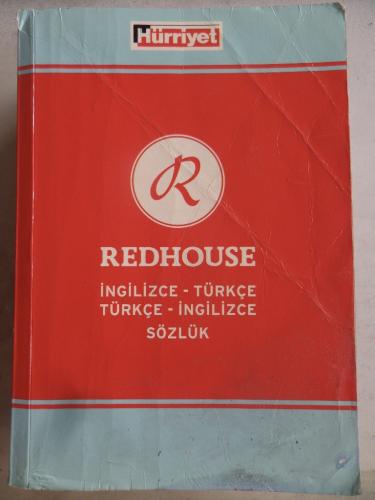 Hürriyet
R
REDHOUSE
İNGİLİZCE - TÜRKÇE
TÜRKÇE - İNGİLİZCE
SÖZLÜK